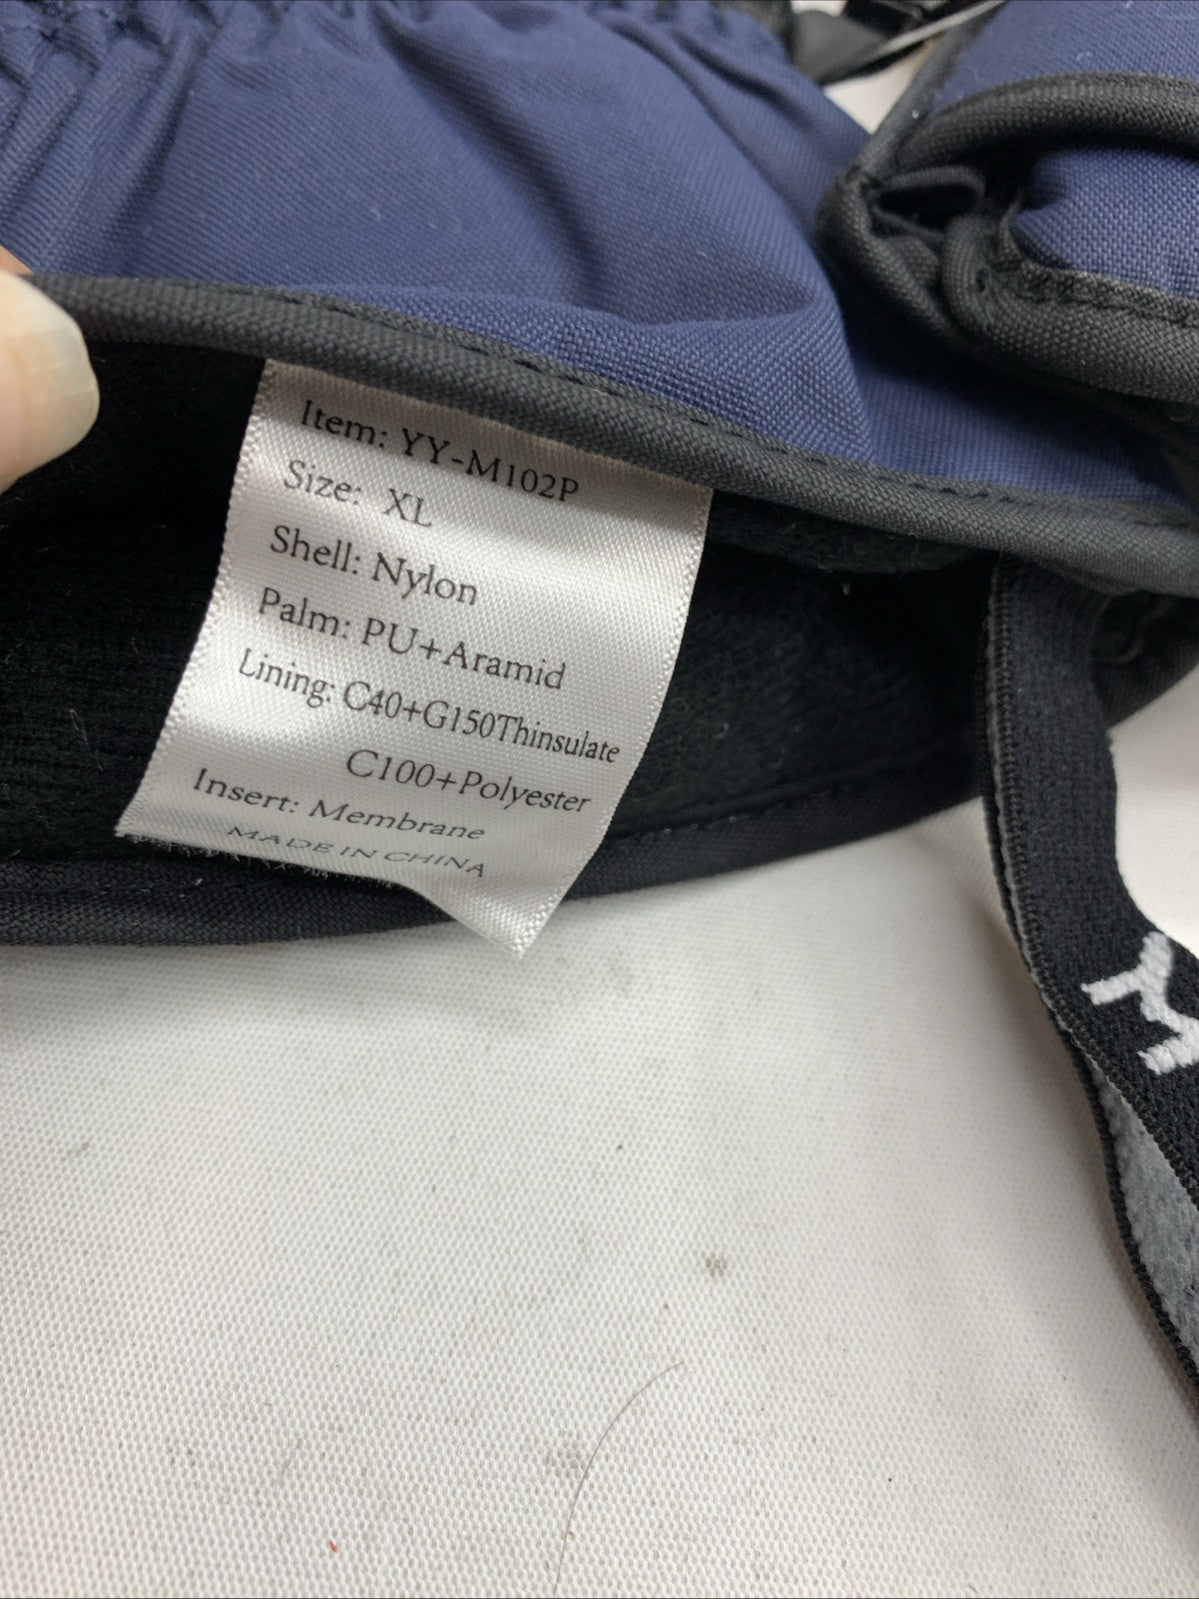 Item: YY-M102P
Size: XL
Shell: Nylon
Palm: PU+Aramid
Lining: C40+G150Thinsulate
C100+Polyester
Insert: Membrane
MADE IN CHINA